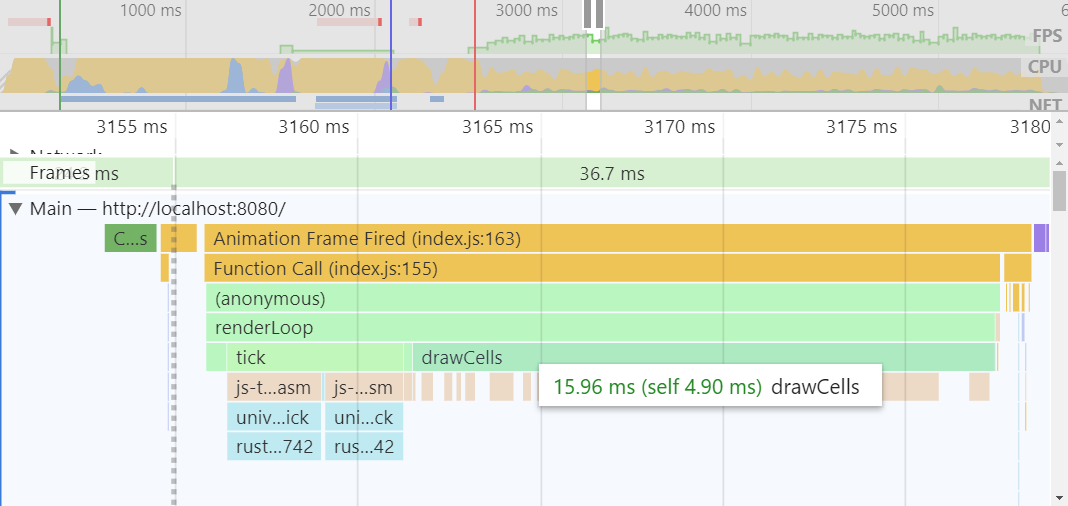 1000 ms 2000 ms 3000 ms 4000 ms 5000 ms 6
FPS
CPU
NET
3155 ms 3160 ms 3165 ms 3170 ms 3175 ms 3180
Network
Frames ms 36.7 ms
Main — http://localhost:8080/
C...s Animation Frame Fired (index.js:163)
Function Call (index.js:155)
(anonymous)
renderLoop
tick drawCells
js-t...asm js-...sm 15.96 ms (self 4.90 ms) drawCells
univ...ick uni...ck
rust...742 rus...42